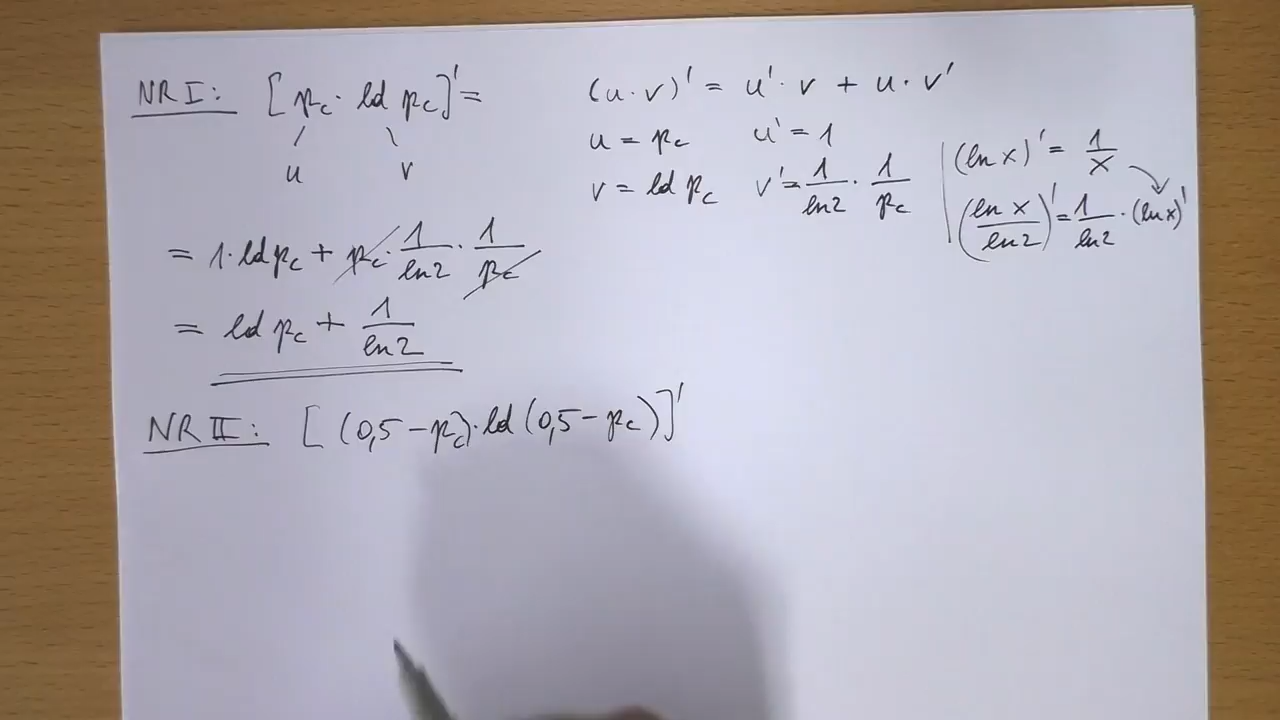 NR I: [p_c · ld p_c]' =
u v
(u·v)' = u'·v + u·v'
u = p_c u' = 1
v = ld p_c v' = 1/ln2 · 1/p_c
(ln x)' = 1/x
(ln x/ln2)' = 1/ln2 · (ln x)'
= 1·ld p_c + p_c · 1/ln2 · 1/p_c
= ld p_c + 1/ln2
NR II: [(0,5 - p_c)·ld(0,5 - p_c)]'